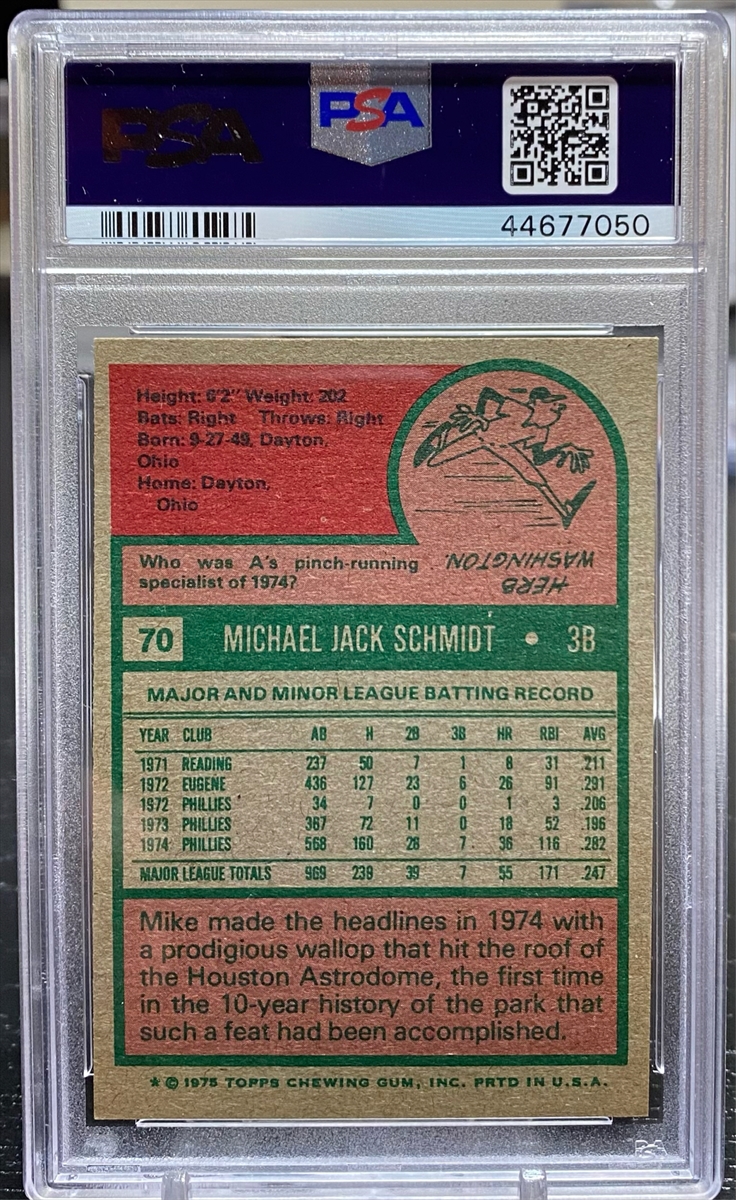 PSA
PSA
44677050
Height: 6'2" Weight: 202
Bats: Right Throws: Right
Born: 9-27-49, Dayton,
Ohio
Home: Dayton,
Ohio
Who was A's pinch-running
specialist of 1974?
HERB
WASHINGTON.
70 MICHAEL JACK SCHMIDT • 3B
MAJOR AND MINOR LEAGUE BATTING RECORD
YEAR CLUB AB H 2B 3B HR RBI AVG
1971 READING 237 50 7 1 8 31 .211
1972 EUGENE 436 127 23 6 26 91 .291
1972 PHILLIES 34 7 0 0 1 3 .206
1973 PHILLIES 367 72 11 0 18 52 .196
1974 PHILLIES 568 160 28 7 36 116 .282
MAJOR LEAGUE TOTALS 969 239 39 7 55 171 .247
Mike made the headlines in 1974 with
a prodigious wallop that hit the roof of
the Houston Astrodome, the first time
in the 10-year history of the park that
such a feat had been accomplished.
★ © 1975 TOPPS CHEWING GUM, INC. PRTD IN U.S.A.
PSA